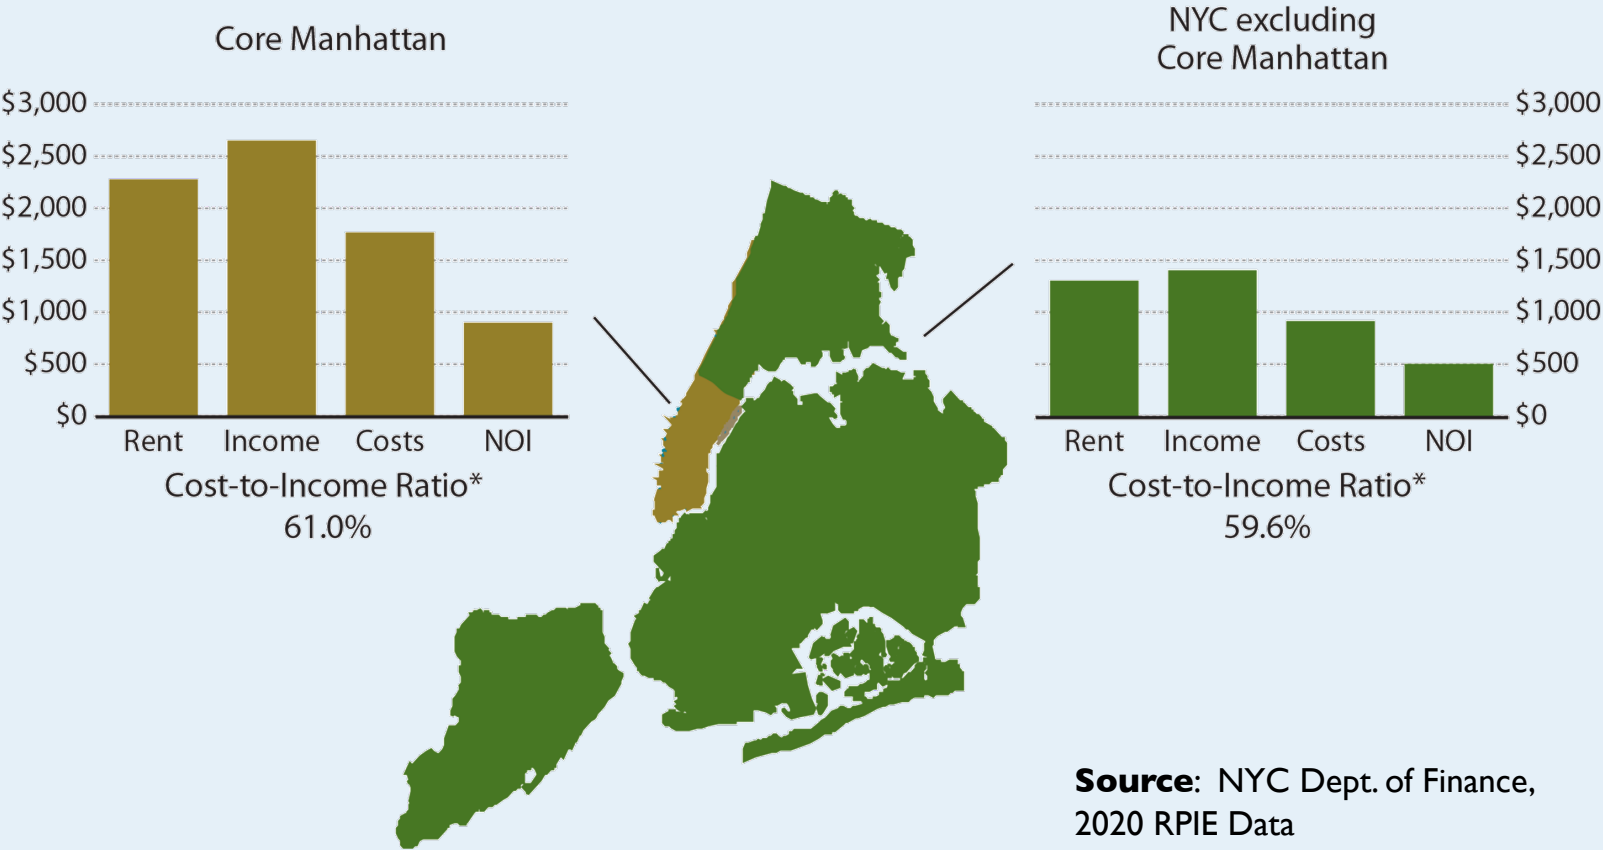 Core Manhattan
$3,000
$2,500
$2,000
$1,500
$1,000
$500
$0
Rent Income Costs NOI
Cost-to-Income Ratio*
61.0%
NYC excluding
Core Manhattan
$3,000
$2,500
$2,000
$1,500
$1,000
$500
$0
Rent Income Costs NOI
Cost-to-Income Ratio*
59.6%
Source: NYC Dept. of Finance,
2020 RPIE Data